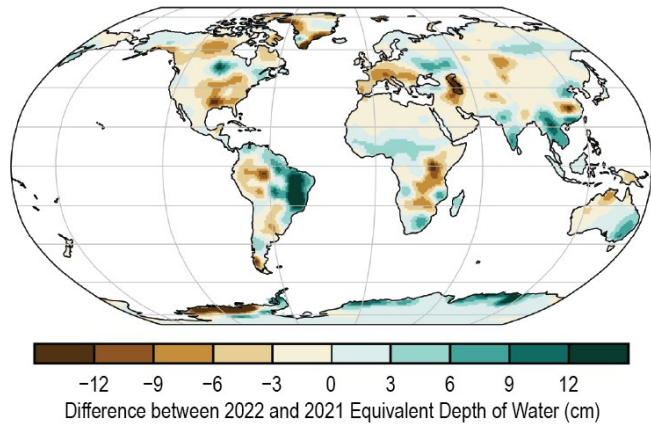 −12 −9 −6 −3 0 3 6 9 12
Difference between 2022 and 2021 Equivalent Depth of Water (cm)